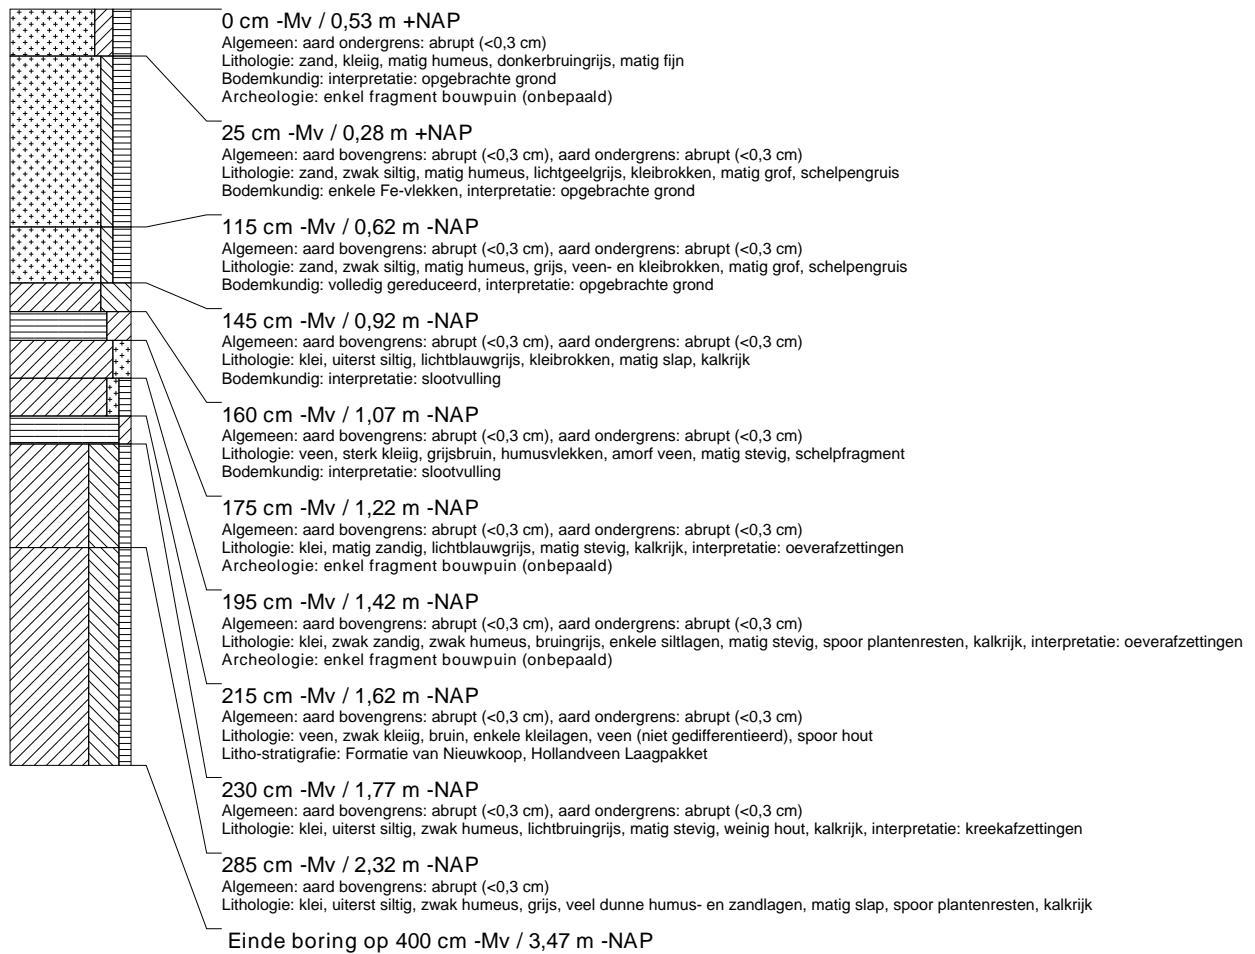 0 cm -Mv / 0,53 m +NAP
Algemeen: aard ondergrens: abrupt (<0,3 cm)
Lithologie: zand, kleiig, matig humeus, donkerbruingrijs, matig fijn
Bodemkundig: interpretatie: opgebrachte grond
Archeologie: enkel fragment bouwpuin (onbepaald)
25 cm -Mv / 0,28 m +NAP
Algemeen: aard bovengrens: abrupt (<0,3 cm), aard ondergrens: abrupt (<0,3 cm)
Lithologie: zand, zwak siltig, matig humeus, lichtgeelgrijs, kleibrokken, matig grof, schelpengruis
Bodemkundig: enkele Fe-vlekken, interpretatie: opgebrachte grond
115 cm -Mv / 0,62 m -NAP
Algemeen: aard bovengrens: abrupt (<0,3 cm), aard ondergrens: abrupt (<0,3 cm)
Lithologie: zand, zwak siltig, matig humeus, grijs, veen- en kleibrokken, matig grof, schelpengruis
Bodemkundig: volledig gereduceerd, interpretatie: opgebrachte grond
145 cm -Mv / 0,92 m -NAP
Algemeen: aard bovengrens: abrupt (<0,3 cm), aard ondergrens: abrupt (<0,3 cm)
Lithologie: klei, uiterst siltig, lichtblauwgrijs, kleibrokken, matig slap, kalkrijk
Bodemkundig: interpretatie: slootvulling
160 cm -Mv / 1,07 m -NAP
Algemeen: aard bovengrens: abrupt (<0,3 cm), aard ondergrens: abrupt (<0,3 cm)
Lithologie: veen, sterk kleiig, grijsbruin, humusvlekken, amorf veen, matig stevig, schelpfragment
Bodemkundig: interpretatie: slootvulling
175 cm -Mv / 1,22 m -NAP
Algemeen: aard bovengrens: abrupt (<0,3 cm), aard ondergrens: abrupt (<0,3 cm)
Lithologie: klei, matig zandig, lichtblauwgrijs, matig stevig, kalkrijk, interpretatie: oeverafzettingen
Archeologie: enkel fragment bouwpuin (onbepaald)
195 cm -Mv / 1,42 m -NAP
Algemeen: aard bovengrens: abrupt (<0,3 cm), aard ondergrens: abrupt (<0,3 cm)
Lithologie: klei, zwak zandig, zwak humeus, bruingrijs, enkele siltlagen, matig stevig, spoor plantenresten, kalkrijk, interpretatie: oeverafzettingen
Archeologie: enkel fragment bouwpuin (onbepaald)
215 cm -Mv / 1,62 m -NAP
Algemeen: aard bovengrens: abrupt (<0,3 cm), aard ondergrens: abrupt (<0,3 cm)
Lithologie: veen, zwak kleiig, bruin, enkele kleilagen, veen (niet gedifferentieerd), spoor hout
Litho-stratigrafie: Formatie van Nieuwkoop, Hollandveen Laagpakket
230 cm -Mv / 1,77 m -NAP
Algemeen: aard bovengrens: abrupt (<0,3 cm), aard ondergrens: abrupt (<0,3 cm)
Lithologie: klei, uiterst siltig, zwak humeus, lichtbruingrijs, matig stevig, weinig hout, kalkrijk, interpretatie: kreekafzettingen
285 cm -Mv / 2,32 m -NAP
Algemeen: aard bovengrens: abrupt (<0,3 cm)
Lithologie: klei, uiterst siltig, zwak humeus, grijs, veel dunne humus- en zandlagen, matig slap, spoor plantenresten, kalkrijk
Einde boring op 400 cm -Mv / 3,47 m -NAP